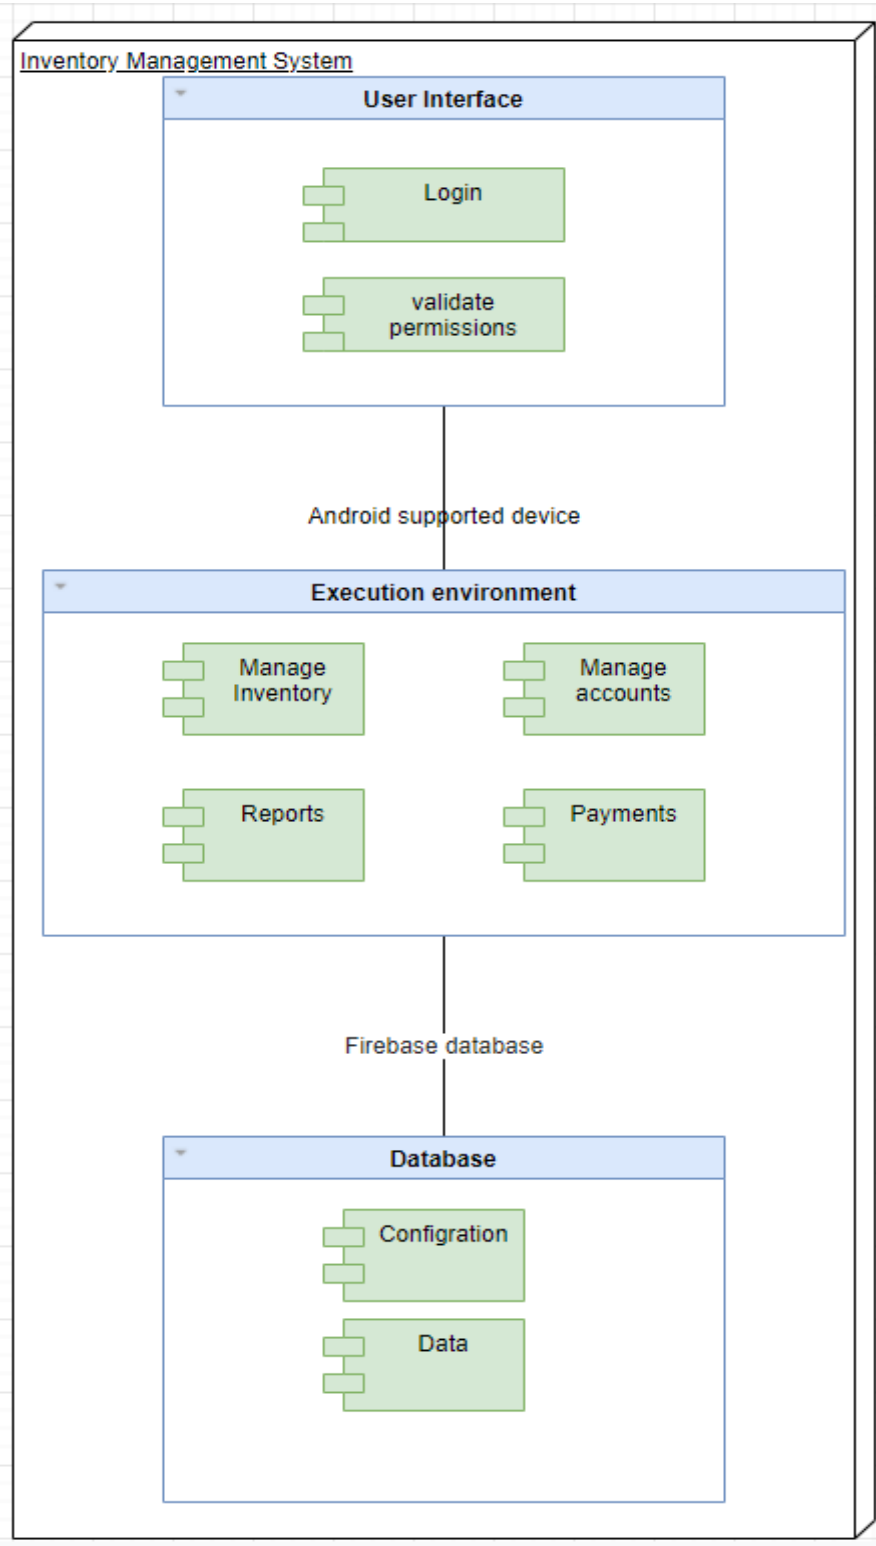 Inventory Management System
User Interface
Login
validate
permissions
Android supported device
Execution environment
Manage
Inventory
Manage
accounts
Reports
Payments
Firebase database
Database
Configration
Data